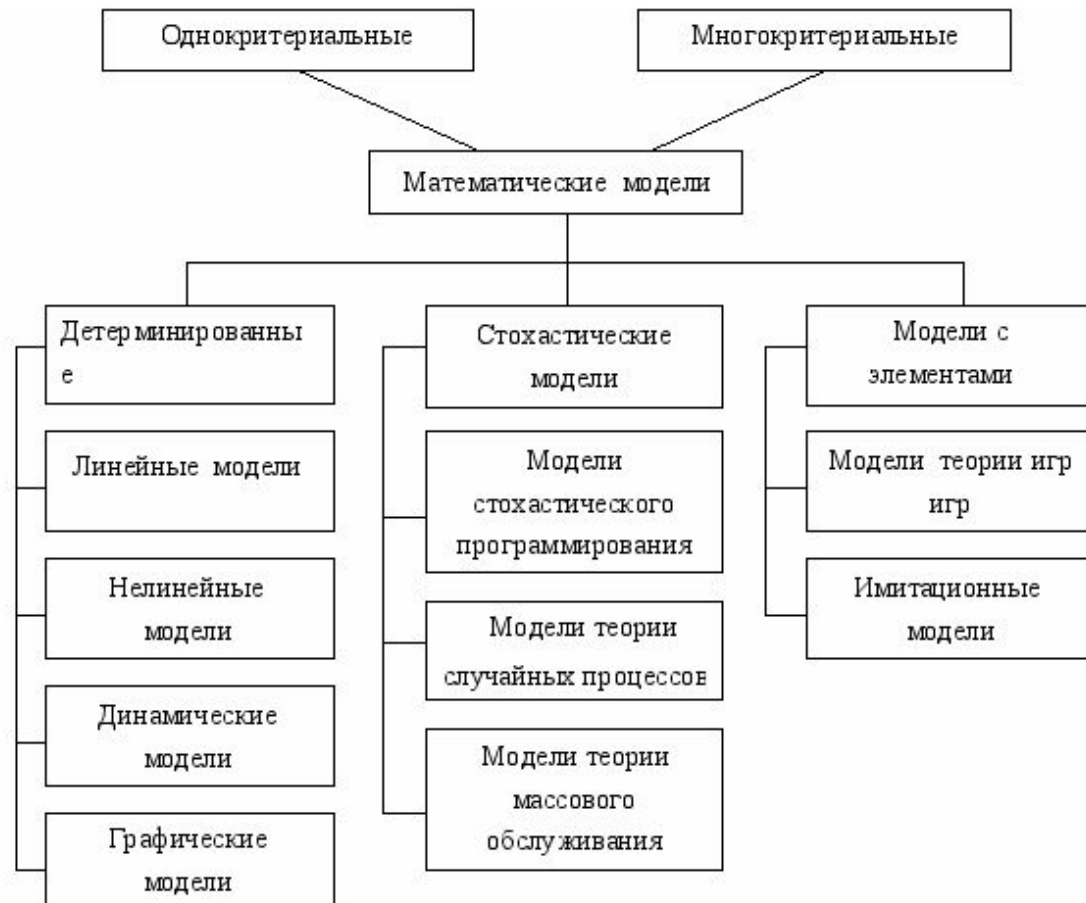 Однокритериальные
Многокритериальные
Математические модели
Детерминированны
е
Линейные модели
Нелинейные
модели
Динамические
модели
Графические
модели
Стохастические
модели
Модели
стохастического
программирования
Модели теории
случайных процессов
Модели теории
массового
обслуживания
Модели с
элементами
Модели теории игр
игр
Имитационные
модели